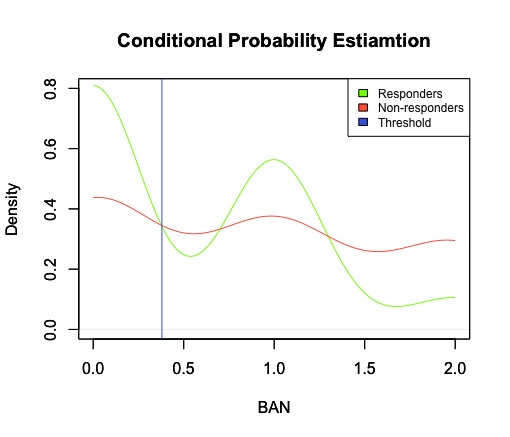 Conditional Probability Estiamtion
Responders
Non-responders
Threshold
Density
0.8
0.6
0.4
0.2
0.0
0.0 0.5 1.0 1.5 2.0
BAN